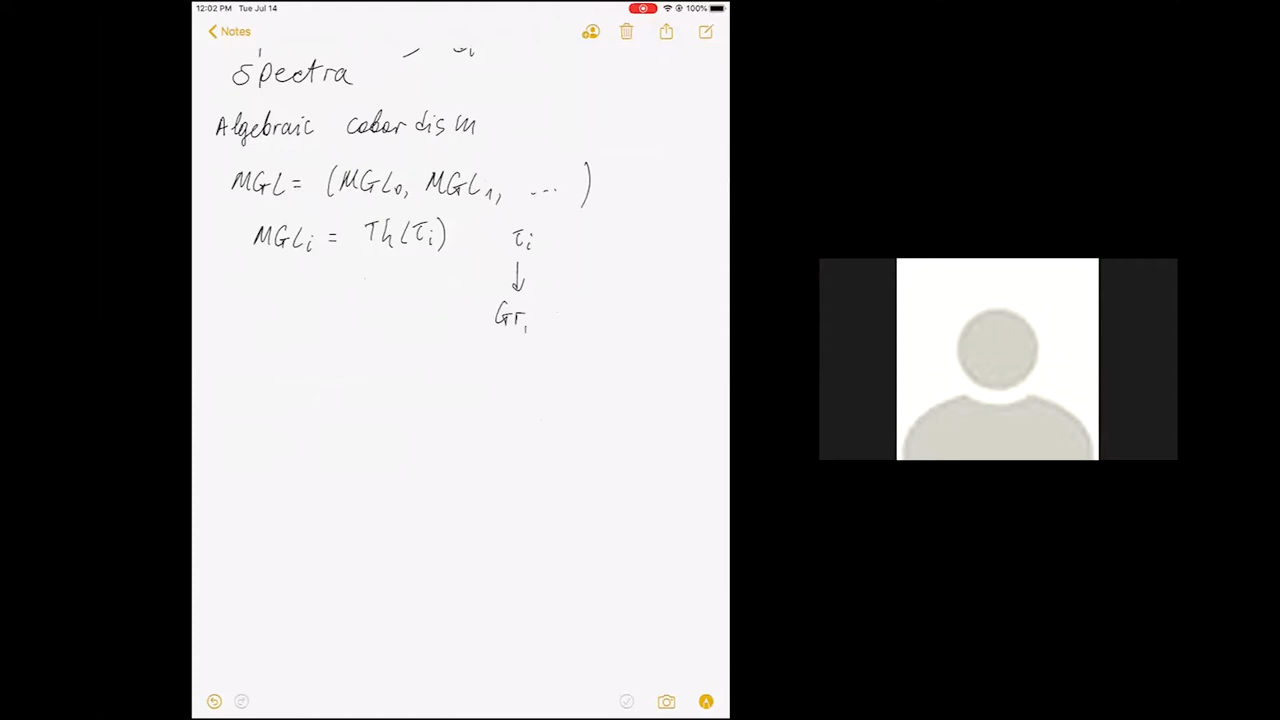 12:02 PM Tue Jul 14
100%
Notes
Spectra
Algebraic cobordism
MGL = (MGL₀, MGL₁, ... )
MGLᵢ = Th(τᵢ) τᵢ
↓
Grᵢ